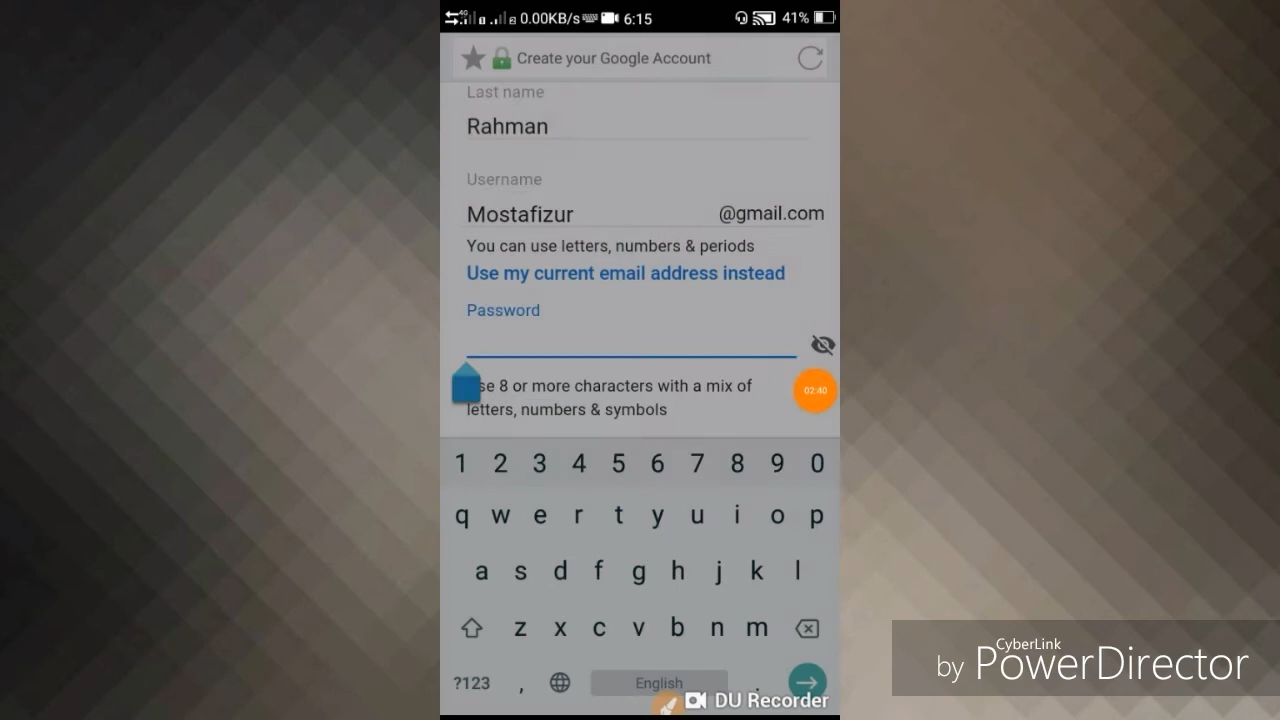 0.00KB/s 6:15 41%
Create your Google Account
Last name
Rahman
Username
Mostafizur @gmail.com
You can use letters, numbers & periods
Use my current email address instead
Password
se 8 or more characters with a mix of
02:40
letters, numbers & symbols
1 2 3 4 5 6 7 8 9 0
q w e r t y u i o p
a s d f g h j k l
z x c v b n m
?123 , English .
DU Recorder
CyberLink
by PowerDirector